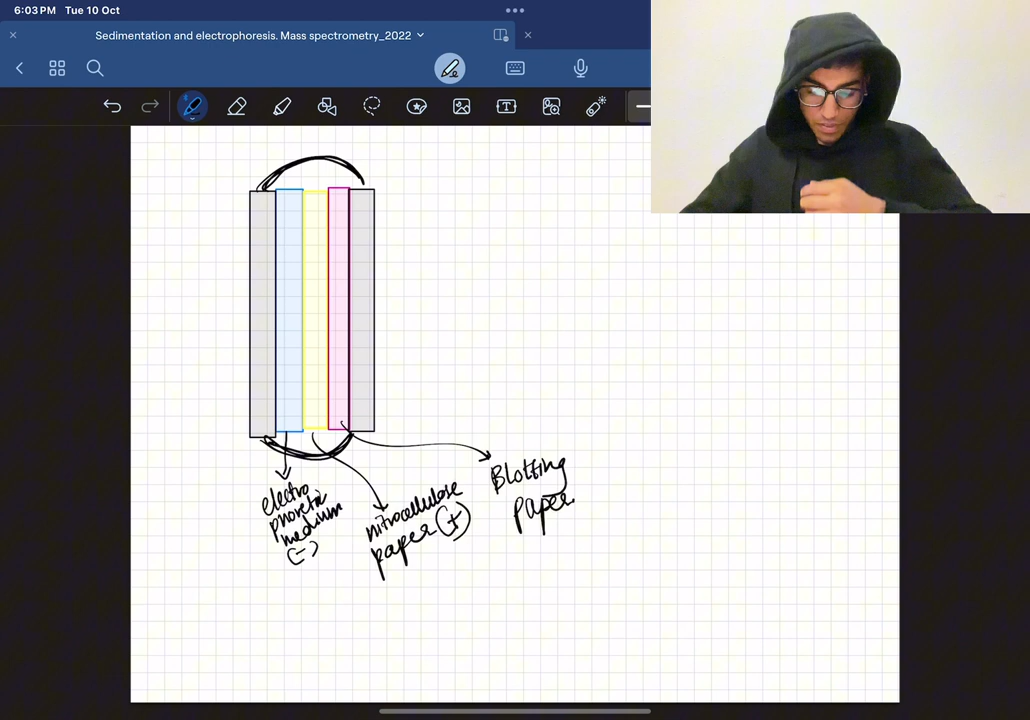 6:03 PM Tue 10 Oct
Sedimentation and electrophoresis. Mass spectrometry_2022
electro
phoretic
medium
(-)
nitrocellulose
paper (+)
Blotting
paper